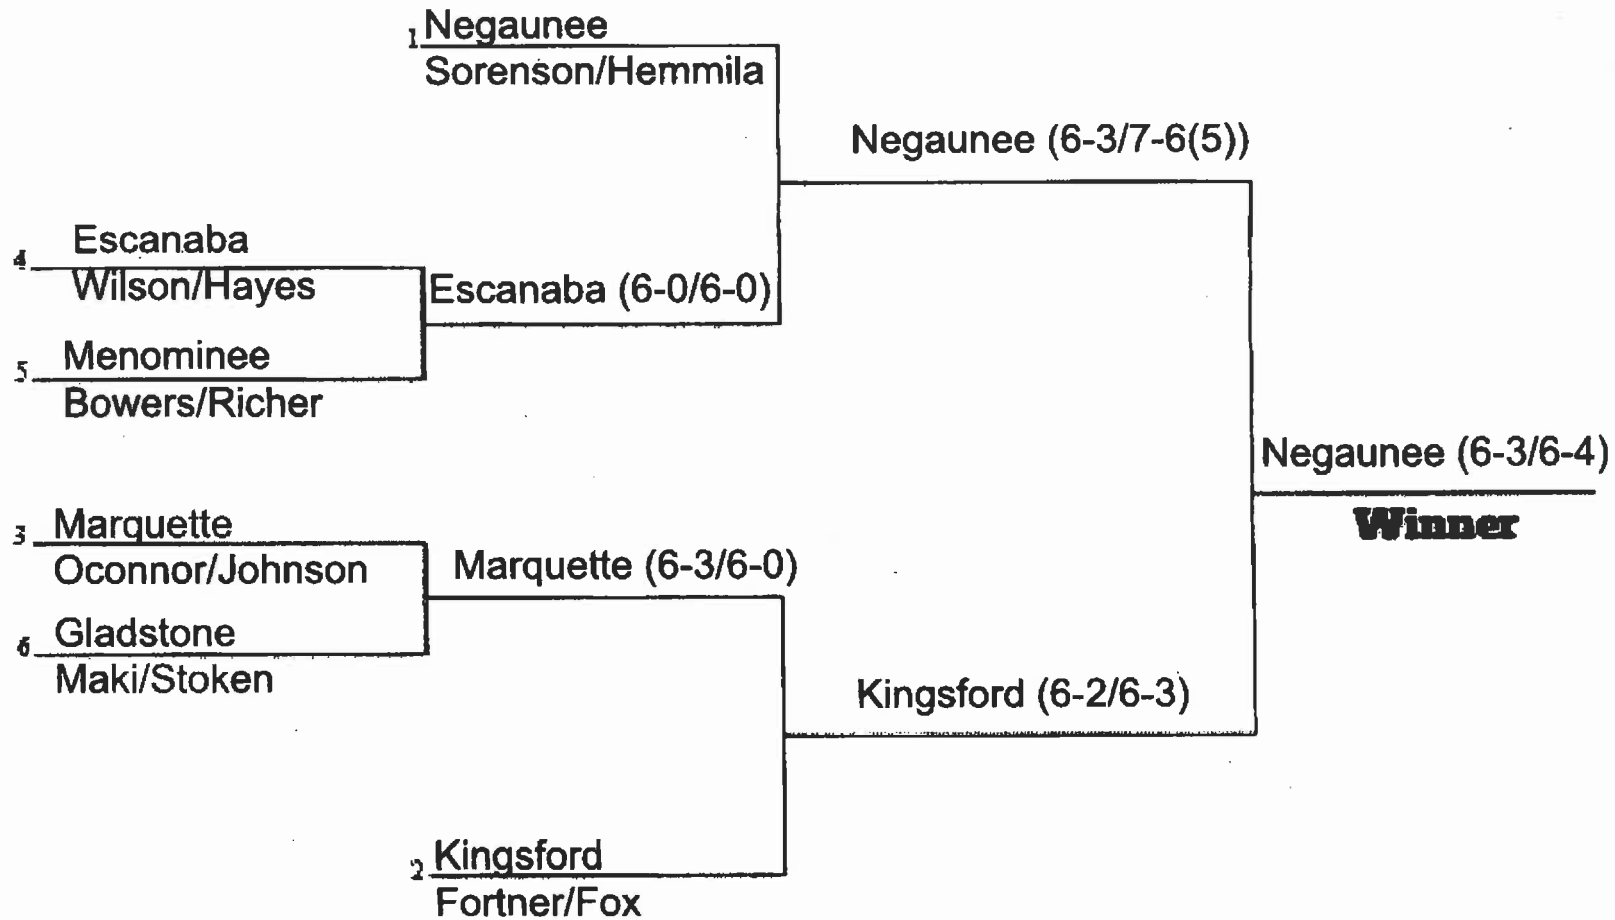 1 Negaunee
Sorenson/Hemmila
Negaunee (6-3/7-6(5))
4 Escanaba
Wilson/Hayes
Escanaba (6-0/6-0)
5 Menominee
Bowers/Richer
Negaunee (6-3/6-4)
Winner
3 Marquette
Oconnor/Johnson
Marquette (6-3/6-0)
6 Gladstone
Maki/Stoken
Kingsford (6-2/6-3)
2 Kingsford
Fortner/Fox